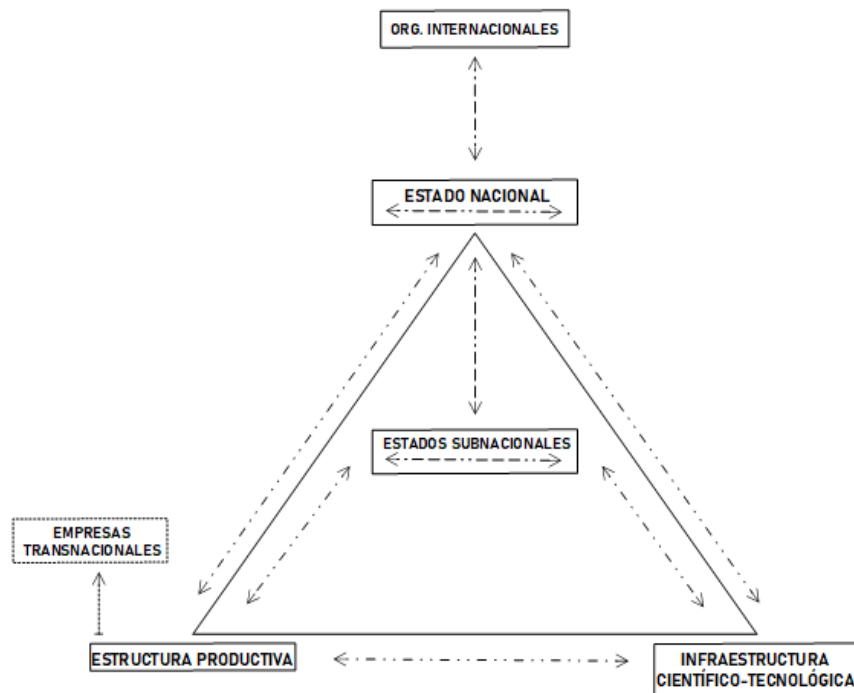 ORG. INTERNACIONALES
ESTADO NACIONAL
ESTADOS SUBNACIONALES
EMPRESAS
TRANSNACIONALES
ESTRUCTURA PRODUCTIVA
INFRAESTRUCTURA
CIENTÍFICO-TECNOLÓGICA